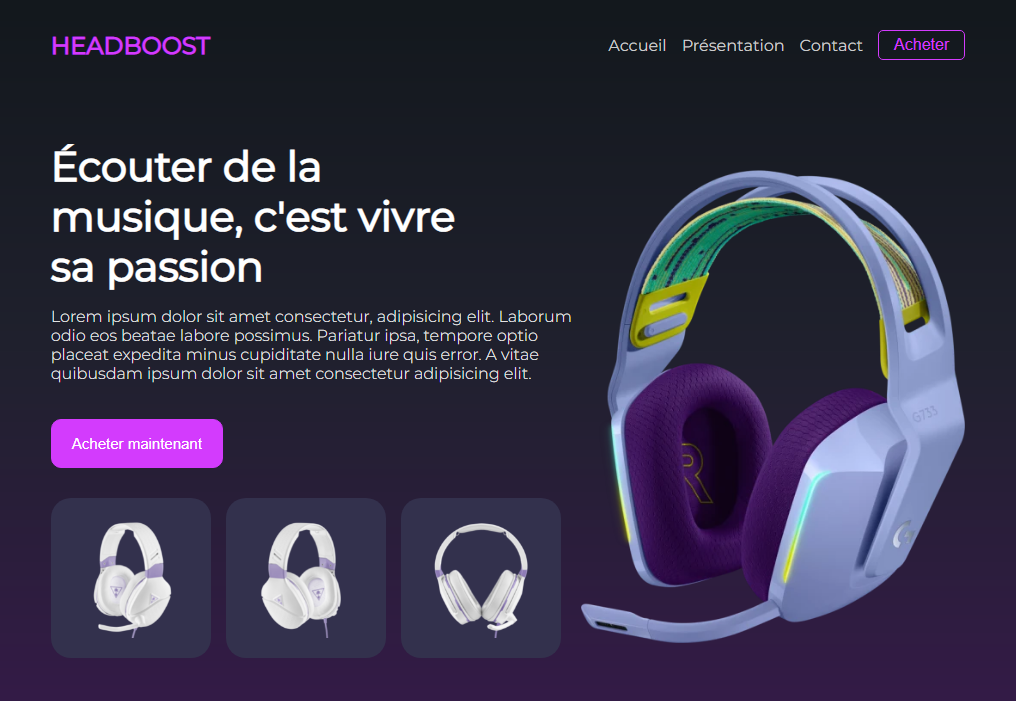 HEADBOOST
Accueil Présentation Contact Acheter
Écouter de la
musique, c'est vivre
sa passion
Lorem ipsum dolor sit amet consectetur, adipisicing elit. Laborum
odio eos beatae labore possimus. Pariatur ipsa, tempore optio
placeat expedita minus cupiditate nulla iure quis error. A vitae
quibusdam ipsum dolor sit amet consectetur adipisicing elit.
Acheter maintenant
G733
R